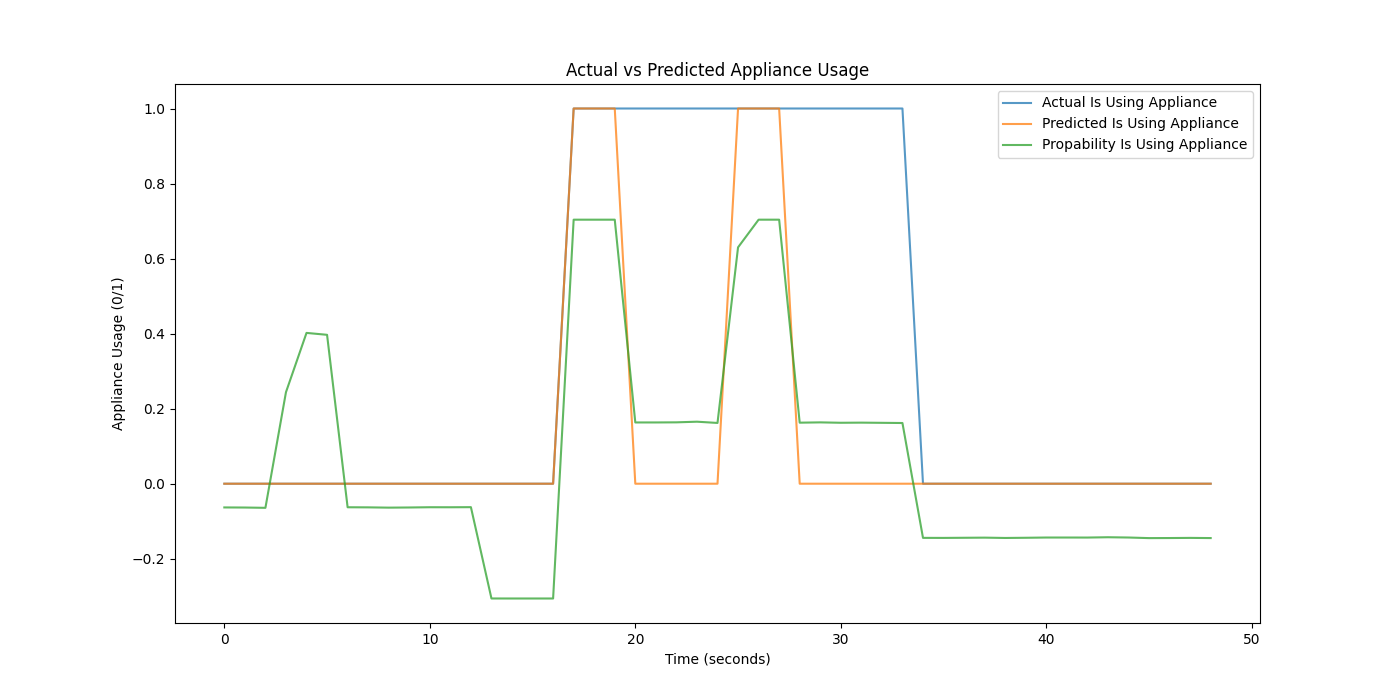 Actual vs Predicted Appliance Usage
Actual Is Using Appliance
Predicted Is Using Appliance
Propability Is Using Appliance
Appliance Usage (0/1)
1.0
0.8
0.6
0.4
0.2
0.0
−0.2
0 10 20 30 40 50
Time (seconds)